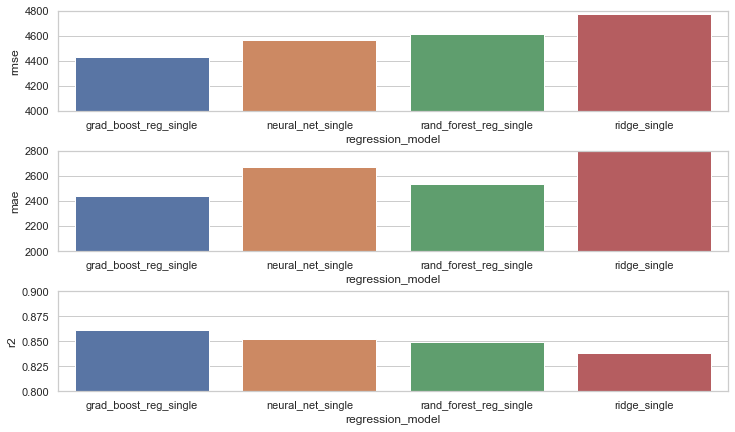 4800
4600
4400
4200
4000
rmse
grad_boost_reg_single neural_net_single rand_forest_reg_single ridge_single
regression_model
2800
2600
2400
2200
2000
mae
grad_boost_reg_single neural_net_single rand_forest_reg_single ridge_single
regression_model
0.900
0.875
0.850
0.825
0.800
r2
grad_boost_reg_single neural_net_single rand_forest_reg_single ridge_single
regression_model